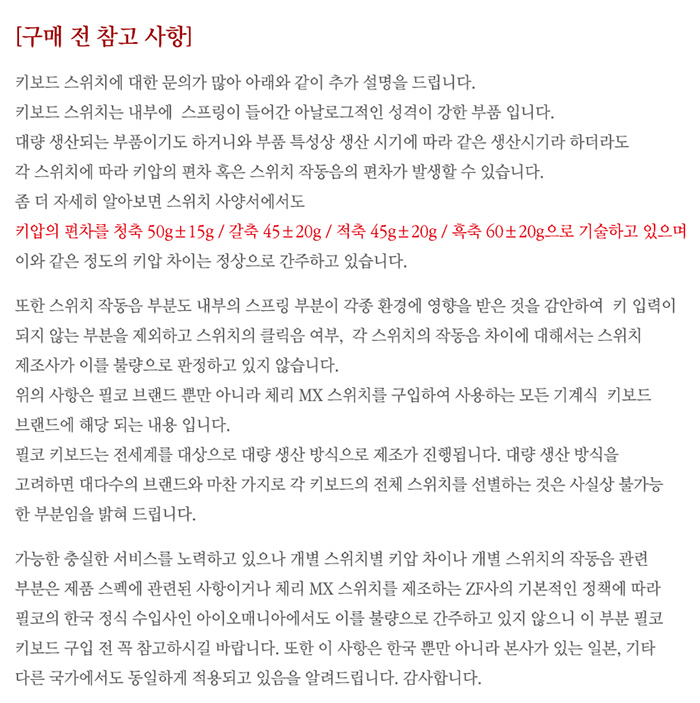 [구매 전 참고 사항]
키보드 스위치에 대한 문의가 많아 아래와 같이 추가 설명을 드립니다.
키보드 스위치는 내부에 스프링이 들어간 아날로그적인 성격이 강한 부품 입니다.
대량 생산되는 부품이기도 하거니와 부품 특성상 생산 시기에 따라 같은 생산시기라 하더라도
각 스위치에 따라 키압의 편차 혹은 스위치 작동음의 편차가 발생할 수 있습니다.
좀 더 자세히 알아보면 스위치 사양서에서도
키압의 편차를 청축 50g±15g / 갈축 45±20g / 적축 45g±20g / 흑축 60±20g으로 기술하고 있으며
이와 같은 정도의 키압 차이는 정상으로 간주하고 있습니다.
또한 스위치 작동음 부분도 내부의 스프링 부분이 각종 환경에 영향을 받은 것을 감안하여 키 입력이
되지 않는 부분을 제외하고 스위치의 클릭음 여부, 각 스위치의 작동음 차이에 대해서는 스위치
제조사가 이를 불량으로 판정하고 있지 않습니다.
위의 사항은 필코 브랜드 뿐만 아니라 체리 MX 스위치를 구입하여 사용하는 모든 기계식 키보드
브랜드에 해당 되는 내용 입니다.
필코 키보드는 전세계를 대상으로 대량 생산 방식으로 제조가 진행됩니다. 대량 생산 방식을
고려하면 대다수의 브랜드와 마찬 가지로 각 키보드의 전체 스위치를 선별하는 것은 사실상 불가능
한 부분임을 밝혀 드립니다.
가능한 충실한 서비스를 노력하고 있으나 개별 스위치별 키압 차이나 개별 스위치의 작동음 관련
부분은 제품 스펙에 관련된 사항이거나 체리 MX 스위치를 제조하는 ZF사의 기본적인 정책에 따라
필코의 한국 정식 수입사인 아이오매니아에서도 이를 불량으로 간주하고 있지 않으니 이 부분 필코
키보드 구입 전 꼭 참고하시길 바랍니다. 또한 이 사항은 한국 뿐만 아니라 본사가 있는 일본, 기타
다른 국가에서도 동일하게 적용되고 있음을 알려드립니다. 감사합니다.